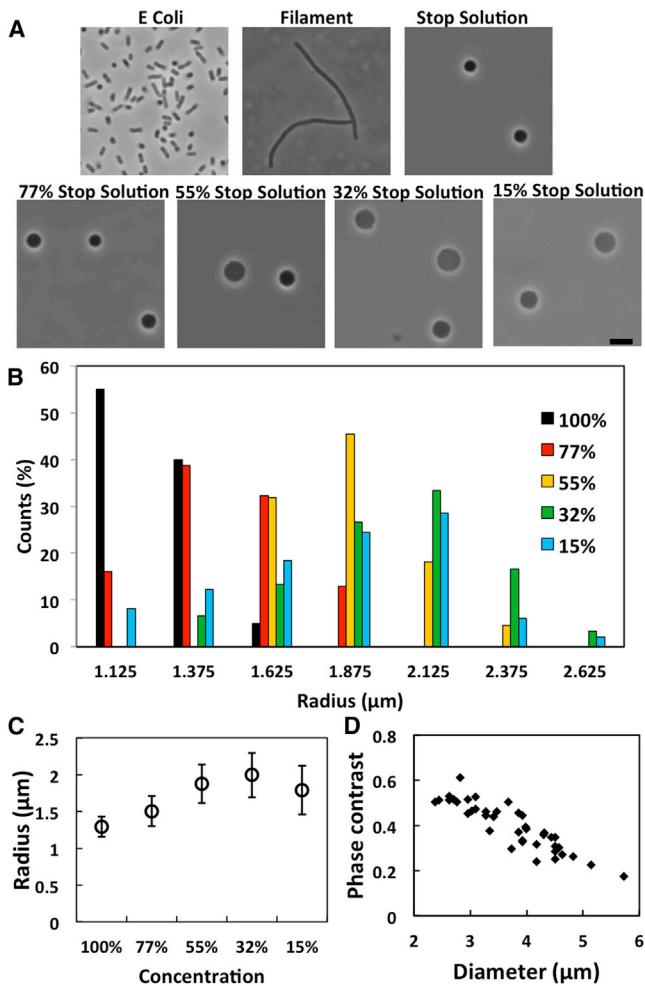 A
E Coli
Filament
Stop Solution
77% Stop Solution
55% Stop Solution
32% Stop Solution
15% Stop Solution
B
60
50
40
30
20
10
0
Counts (%)
100%
77%
55%
32%
15%
1.125 1.375 1.625 1.875 2.125 2.375 2.625
Radius (μm)
C
2.5
2
1.5
1
0.5
0
Radius (μm)
100% 77% 55% 32% 15%
Concentration
D
0.8
0.6
0.4
0.2
0
Phase contrast
2 3 4 5 6
Diameter (μm)